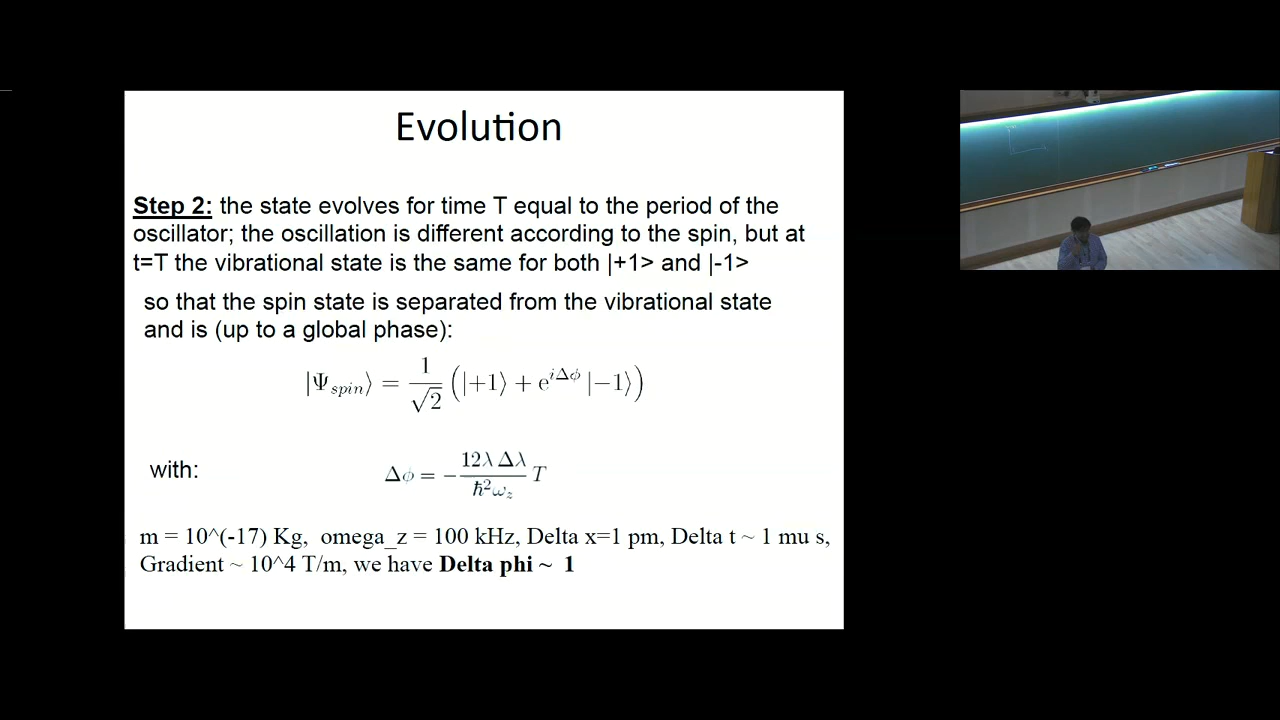 Evolution
Step 2: the state evolves for time T equal to the period of the
oscillator; the oscillation is different according to the spin, but at
t=T the vibrational state is the same for both |+1> and |-1>
so that the spin state is separated from the vibrational state
and is (up to a global phase):
|Ψ_spin⟩ = 1/√2 (|+1⟩ + e^{iΔϕ} |−1⟩)
with: Δϕ = − 12λ Δλ / ħ²ω_z T
m = 10^(-17) Kg, omega_z = 100 kHz, Delta x=1 pm, Delta t ~ 1 mu s,
Gradient ~ 10^4 T/m, we have Delta phi ~ 1